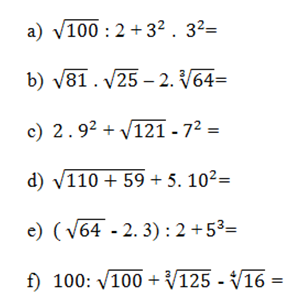 a) √100 : 2 + 3² . 3²=
b) √81 . √25 – 2. ∛64=
c) 2 . 9² + √121 - 7² =
d) √110 + 59 + 5. 10²=
e) ( √64 - 2. 3) : 2 + 5³=
f) 100: √100 + ∛125 - ∜16 =